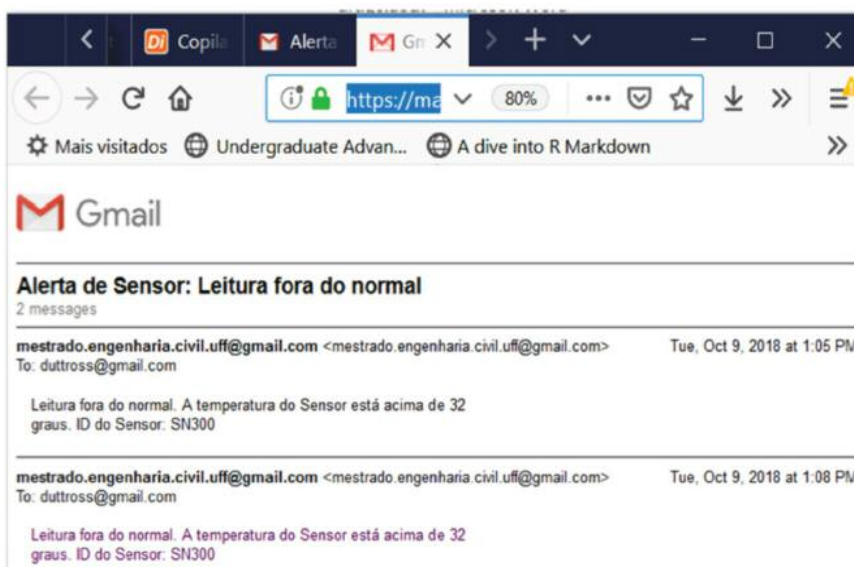 Di Copila
Alerta
Gm
https://ma
80%
Mais visitados
Undergraduate Advan...
A dive into R Markdown
Gmail
Alerta de Sensor: Leitura fora do normal
2 messages
mestrado.engenharia.civil.uff@gmail.com <mestrado.engenharia.civil.uff@gmail.com> Tue, Oct 9, 2018 at 1:05 PM
To: duttross@gmail.com
Leitura fora do normal. A temperatura do Sensor está acima de 32
graus. ID do Sensor: SN300
mestrado.engenharia.civil.uff@gmail.com <mestrado.engenharia.civil.uff@gmail.com> Tue, Oct 9, 2018 at 1:08 PM
To: duttross@gmail.com
Leitura fora do normal. A temperatura do Sensor está acima de 32
graus. ID do Sensor: SN300